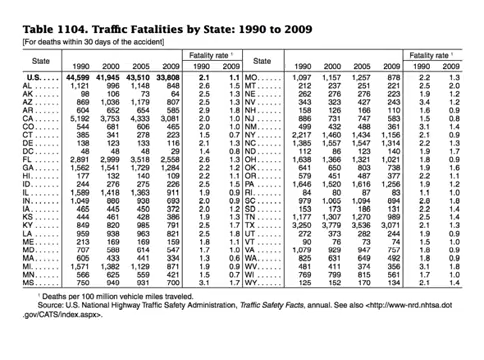 Table 1104. Traffic Fatalities by State: 1990 to 2009
[For deaths within 30 days of the accident]
State 1990 2000 2005 2009 Fatality rate ¹ 1990 2009 State 1990 2000 2005 2009 Fatality rate ¹ 1990 2009
U.S. . . . . 44,599 41,945 43,510 33,808 2.1 1.1 MO. . . . . 1,097 1,157 1,257 878 2.2 1.3
AL . . . . . 1,121 996 1,148 848 2.6 1.5 MT . . . . . 212 237 251 221 2.5 2.0
AK . . . . . 98 106 73 64 2.5 1.3 NE . . . . . 262 276 276 223 1.9 1.2
AZ . . . . . 869 1,036 1,179 807 2.5 1.3 NV . . . . . 343 323 427 243 3.4 1.2
AR . . . . . 604 652 654 585 2.9 1.8 NH . . . . . 158 126 166 110 1.6 0.9
CA . . . . . 5,192 3,753 4,333 3,081 2.0 1.0 NJ . . . . . 886 731 747 583 1.5 0.8
CO. . . . . 544 681 606 465 2.0 1.0 NM. . . . . 499 432 488 361 3.1 1.4
CT . . . . . 385 341 278 223 1.5 0.7 NY . . . . . 2,217 1,460 1,434 1,156 2.1 0.9
DE . . . . . 138 123 133 116 2.1 1.3 NC . . . . . 1,385 1,557 1,547 1,314 2.2 1.3
DC . . . . . 48 48 48 29 1.4 0.8 ND . . . . . 112 86 123 140 1.9 1.7
FL . . . . . 2,891 2,999 3,518 2,558 2.6 1.3 OH . . . . . 1,638 1,366 1,321 1,021 1.8 0.9
GA. . . . . 1,562 1,541 1,729 1,284 2.2 1.2 OK . . . . . 641 650 803 738 1.9 1.6
HI . . . . . 177 132 140 109 2.2 1.1 OR . . . . . 579 451 487 377 2.2 1.1
ID . . . . . 244 276 275 226 2.5 1.5 PA . . . . . 1,646 1,520 1,616 1,256 1.9 1.2
IL . . . . . 1,589 1,418 1,363 911 1.9 0.9 RI . . . . . 84 80 87 83 1.1 1.0
IN . . . . . 1,049 886 938 693 2.0 0.9 SC . . . . . 979 1,065 1,094 894 2.8 1.8
IA . . . . . 465 445 450 372 2.0 1.2 SD . . . . . 153 173 186 131 2.2 1.4
KS . . . . . 444 461 428 386 1.9 1.3 TN . . . . . 1,177 1,307 1,270 989 2.5 1.4
KY . . . . . 849 820 985 791 2.5 1.7 TX . . . . . 3,250 3,779 3,536 3,071 2.1 1.3
LA . . . . . 959 938 963 821 2.5 1.8 UT . . . . . 272 373 282 244 1.9 0.9
ME. . . . . 213 169 169 159 1.8 1.1 VT . . . . . 90 76 73 74 1.5 1.0
MD. . . . . 707 588 614 547 1.7 1.0 VA . . . . . 1,079 929 947 757 1.8 0.9
MA. . . . . 605 433 441 334 1.3 0.6 WA. . . . . 825 631 649 492 1.8 0.9
MI. . . . . 1,571 1,382 1,129 871 1.9 0.9 WV. . . . . 481 411 374 356 3.1 1.8
MN. . . . . 566 625 559 421 1.5 0.7 WI . . . . . 769 799 815 561 1.7 1.0
MS. . . . . 750 949 931 700 3.1 1.7 WY. . . . . 125 152 170 134 2.1 1.4
¹ Deaths per 100 million vehicle miles traveled.
Source: U.S. National Highway Traffic Safety Administration, Traffic Safety Facts, annual. See also <http://www-nrd.nhtsa.dot
.gov/CATS/index.aspx>.